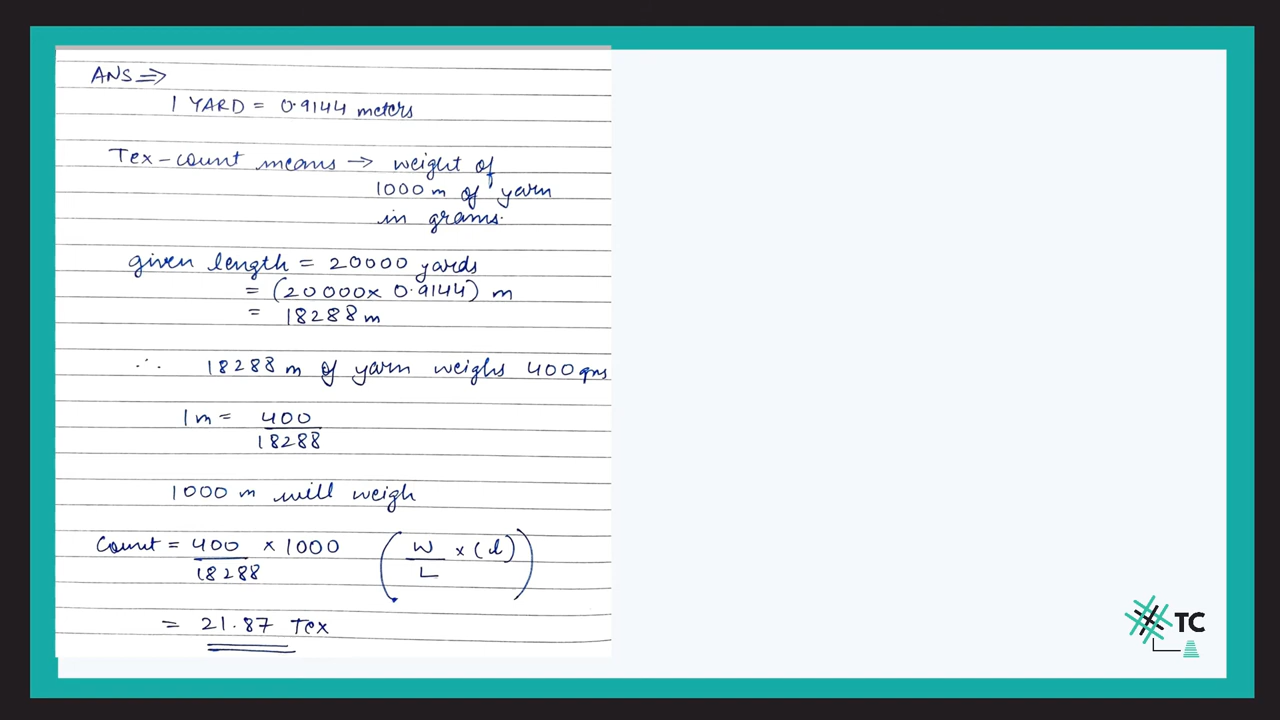 ANS ⇒
1 YARD = 0.9144 meters
Tex-count means → weight of
1000 m of yarn
in grams.
given length = 20000 yards
= (20000 x 0.9144) m
= 18288 m
∴ 18288 m of yarn weighs 400 gms
1 m = 400
18288
1000 m will weigh
Count = 400 x 1000 ( W x (l) )
18288 L
= 21.87 Tex
TC